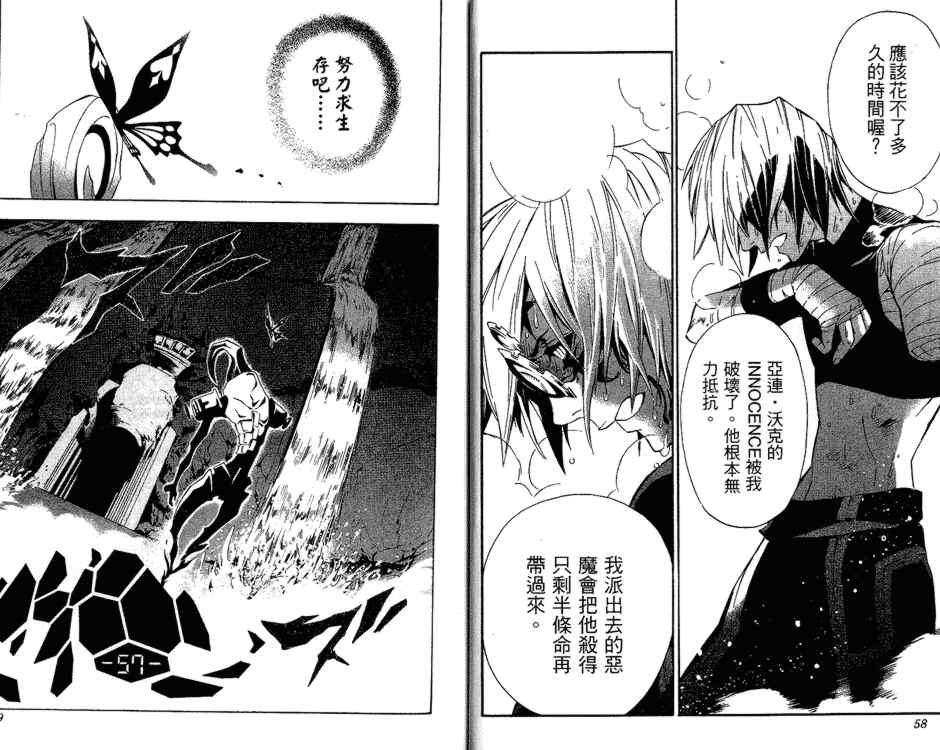 應該花不了多
久的時間喔？
亞連・沃克的
INNOCENCE被我
破壞了。他根本無
力抵抗。
我派出去的惡
魔會把他殺得
只剩半條命再
帶過來。
58
努力求生
存吧……
-57-
9